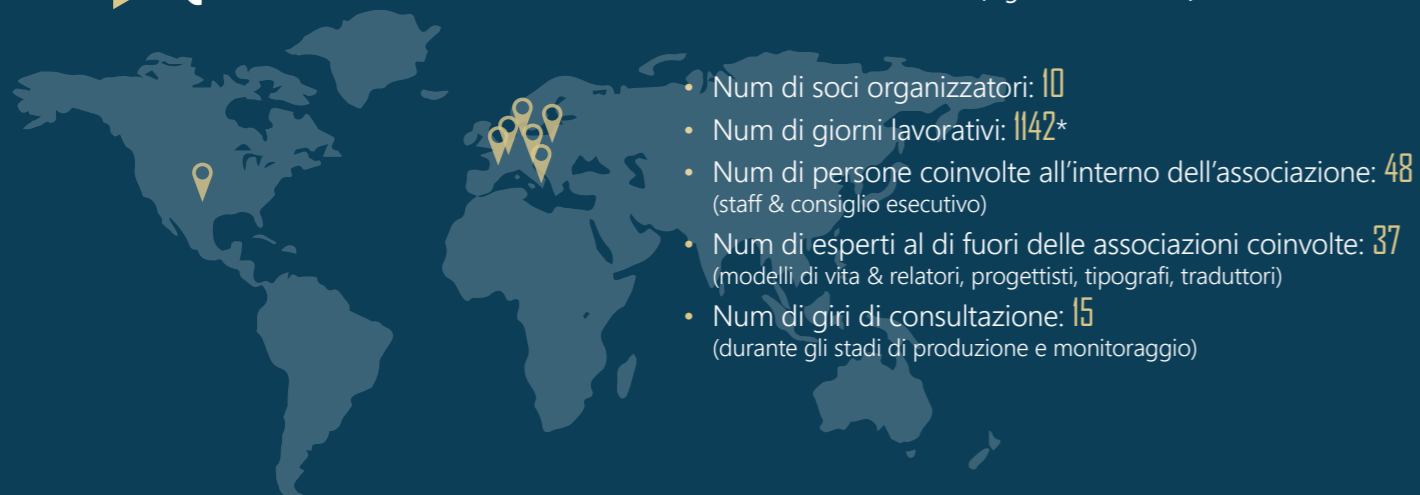 • Num di soci organizzatori: 10
• Num di giorni lavorativi: 1142*
• Num di persone coinvolte all'interno dell'associazione: 48
(staff & consiglio esecutivo)
• Num di esperti al di fuori delle associazioni coinvolte: 37
(modelli di vita & relatori, progettisti, tipografi, traduttori)
• Num di giri di consultazione: 15
(durante gli stadi di produzione e monitoraggio)